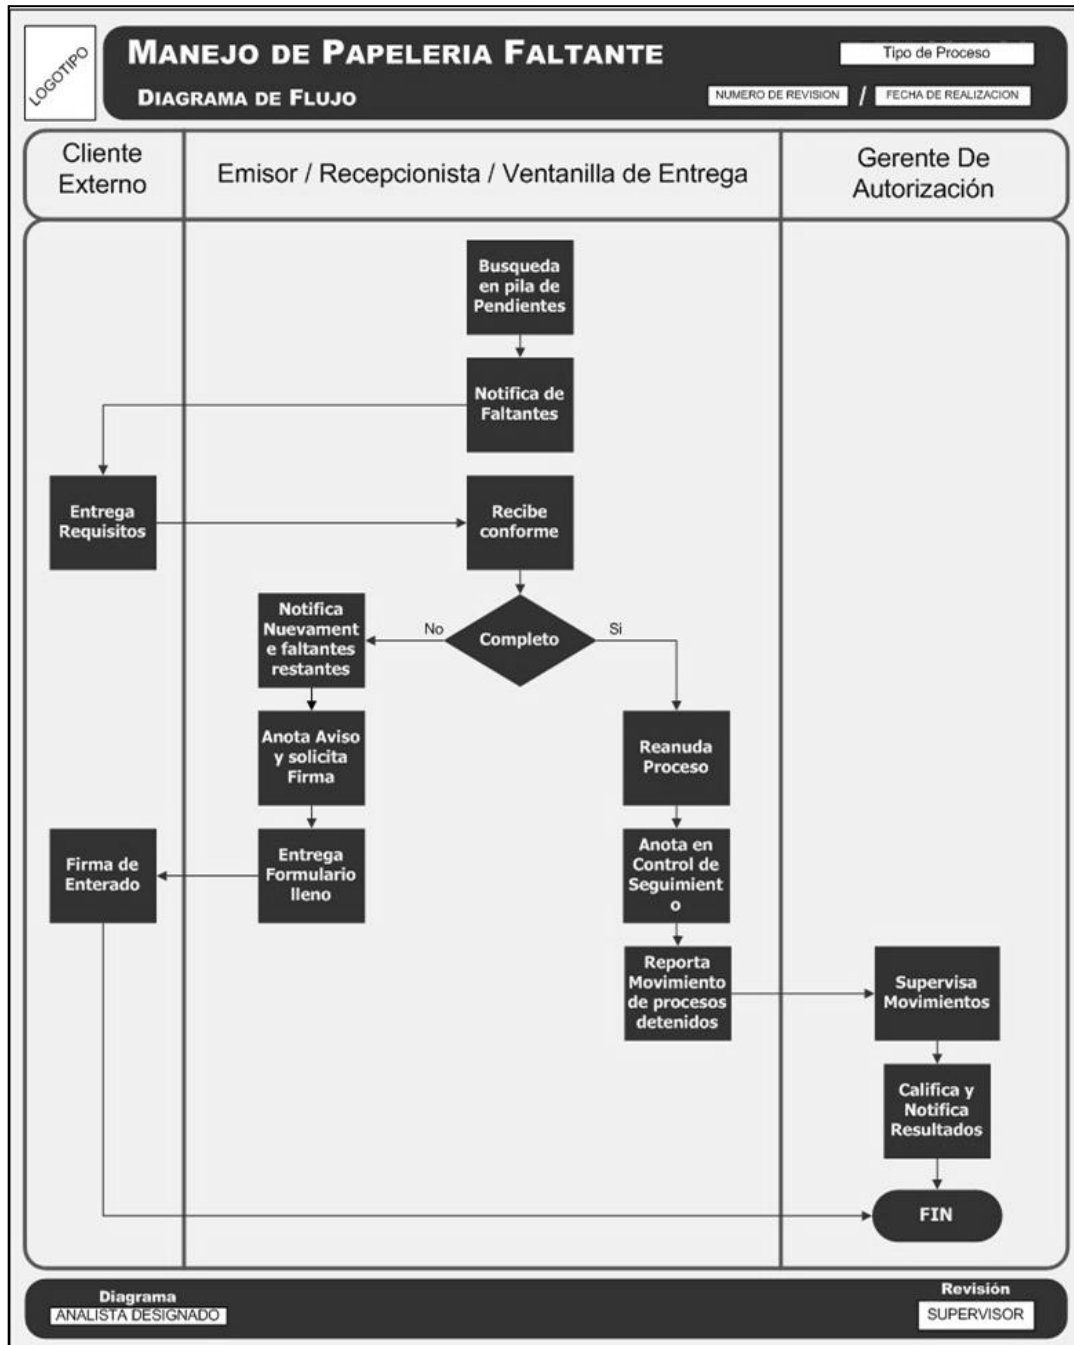 LOGOTIPO
MANEJO DE PAPELERIA FALTANTE
Tipo de Proceso
DIAGRAMA DE FLUJO
NUMERO DE REVISION / FECHA DE REALIZACION
Cliente
Externo
Emisor / Recepcionista / Ventanilla de Entrega
Gerente De
Autorización
Busqueda
en pila de
Pendientes
Notifica de
Faltantes
Entrega
Requisitos
Recibe
conforme
Completo
No
Si
Notifica
Nuevament
e faltantes
restantes
Anota Aviso
y solicita
Firma
Reanuda
Proceso
Firma de
Enterado
Entrega
Formulario
lleno
Anota en
Control de
Seguimient
o
Reporta
Movimiento
de procesos
detenidos
Supervisa
Movimientos
Califica y
Notifica
Resultados
FIN
Diagrama
ANALISTA DESIGNADO
Revisión
SUPERVISOR